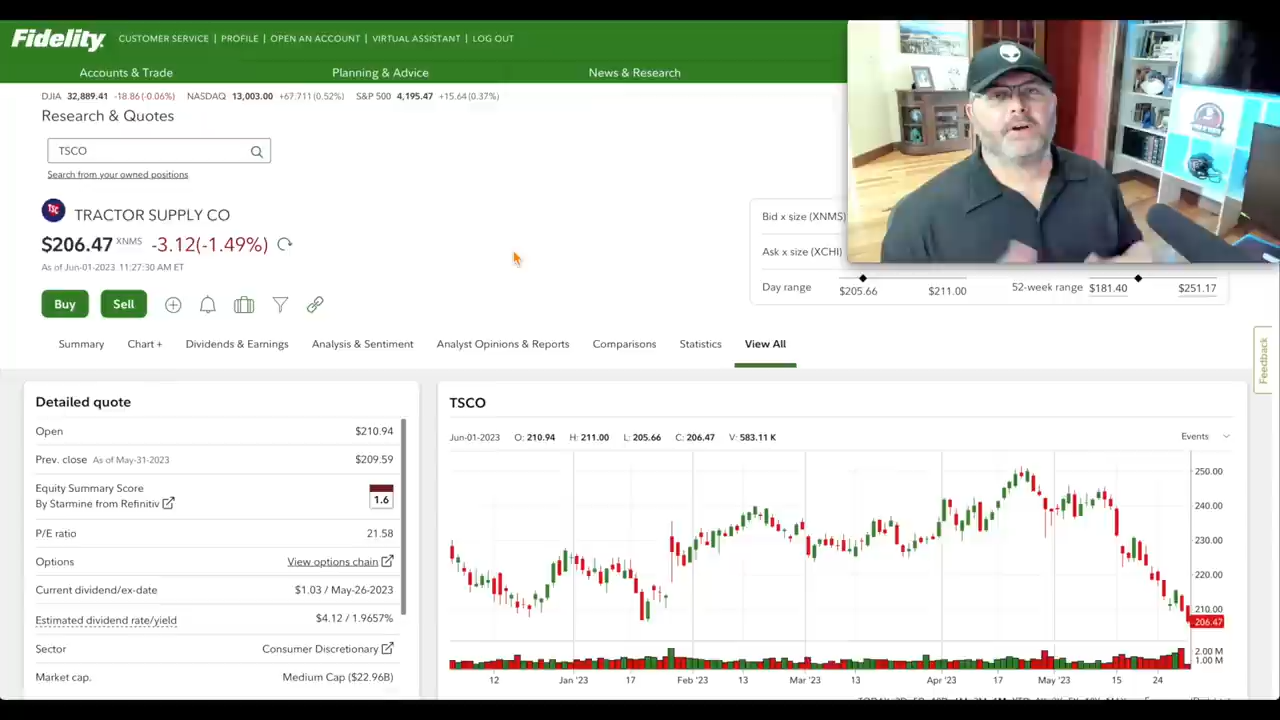 Fidelity
CUSTOMER SERVICE | PROFILE | OPEN AN ACCOUNT | VIRTUAL ASSISTANT | LOG OUT
Accounts & Trade Planning & Advice News & Research
DJIA 32,889.41 -18.86(-0.06%) NASDAQ 13,003.00 +67.711(0.52%) S&P 500 4,195.47 +15.64(0.37%)
Research & Quotes
TSCO
Search from your owned positions
TSC TRACTOR SUPPLY CO
$206.47 XNMS -3.12(-1.49%)
As of Jun-01-2023 11:27:30 AM ET
Bid x size (XNMS)
Ask x size (XCHI)
Day range $205.66 $211.00 52-week range $181.40 $251.17
Buy Sell
Summary Chart + Dividends & Earnings Analysis & Sentiment Analyst Opinions & Reports Comparisons Statistics View All
Feedback
Detailed quote
Open $210.94
Prev. close As of May-31-2023 $209.59
Equity Summary Score
By Starmine from Refinitiv 1.6
P/E ratio 21.58
Options View options chain
Current dividend/ex-date $1.03 / May-26-2023
Estimated dividend rate/yield $4.12 / 1.9657%
Sector Consumer Discretionary
Market cap. Medium Cap ($22.96B)
TSCO
Jun-01-2023 O: 210.94 H: 211.00 L: 205.66 C: 206.47 V: 583.11 K
Events
250.00
240.00
230.00
220.00
210.00
206.47
2.00 M
1.00 M
12 Jan '23 17 Feb '23 13 Mar '23 13 Apr '23 17 May '23 15 24